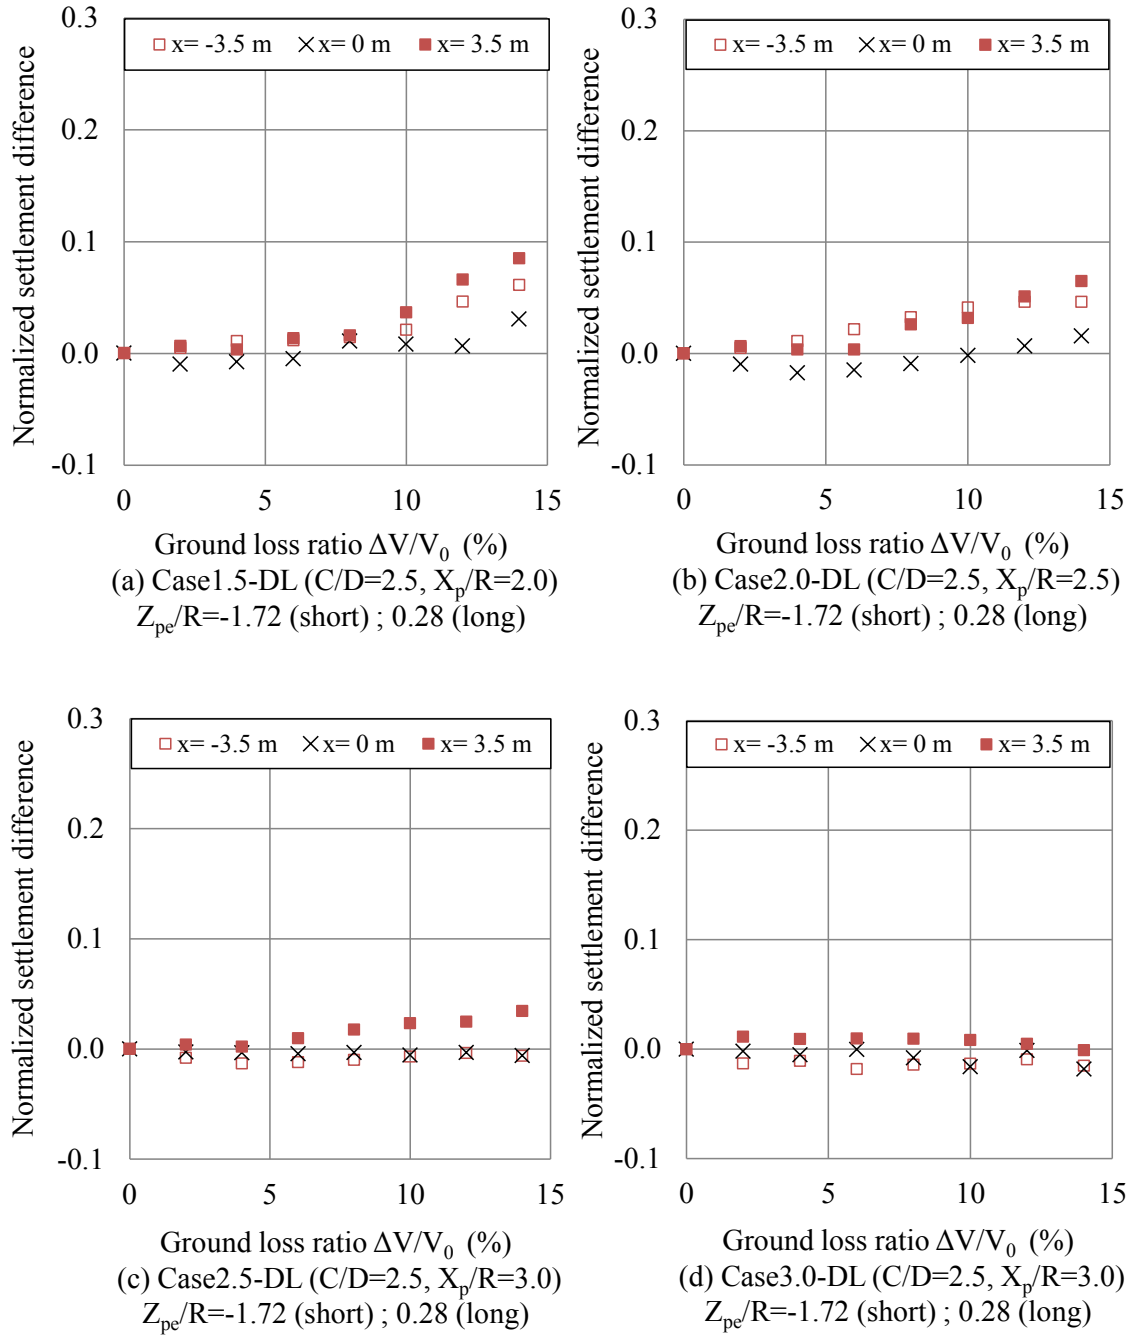 0.3
0.2
0.1
0.0
-0.1
Normalized settlement difference
x= -3.5 m x= 0 m x= 3.5 m
0 5 10 15
Ground loss ratio ΔV/V₀ (%)
(a) Case1.5-DL (C/D=2.5, Xₚ/R=2.0)
Zₚₑ/R=-1.72 (short) ; 0.28 (long)
0.3
0.2
0.1
0.0
-0.1
Normalized settlement difference
x= -3.5 m x= 0 m x= 3.5 m
0 5 10 15
Ground loss ratio ΔV/V₀ (%)
(b) Case2.0-DL (C/D=2.5, Xₚ/R=2.5)
Zₚₑ/R=-1.72 (short) ; 0.28 (long)
0.3
0.2
0.1
0.0
-0.1
Normalized settlement difference
x= -3.5 m x= 0 m x= 3.5 m
0 5 10 15
Ground loss ratio ΔV/V₀ (%)
(c) Case2.5-DL (C/D=2.5, Xₚ/R=3.0)
Zₚₑ/R=-1.72 (short) ; 0.28 (long)
0.3
0.2
0.1
0.0
-0.1
Normalized settlement difference
x= -3.5 m x= 0 m x= 3.5 m
0 5 10 15
Ground loss ratio ΔV/V₀ (%)
(d) Case3.0-DL (C/D=2.5, Xₚ/R=3.0)
Zₚₑ/R=-1.72 (short) ; 0.28 (long)